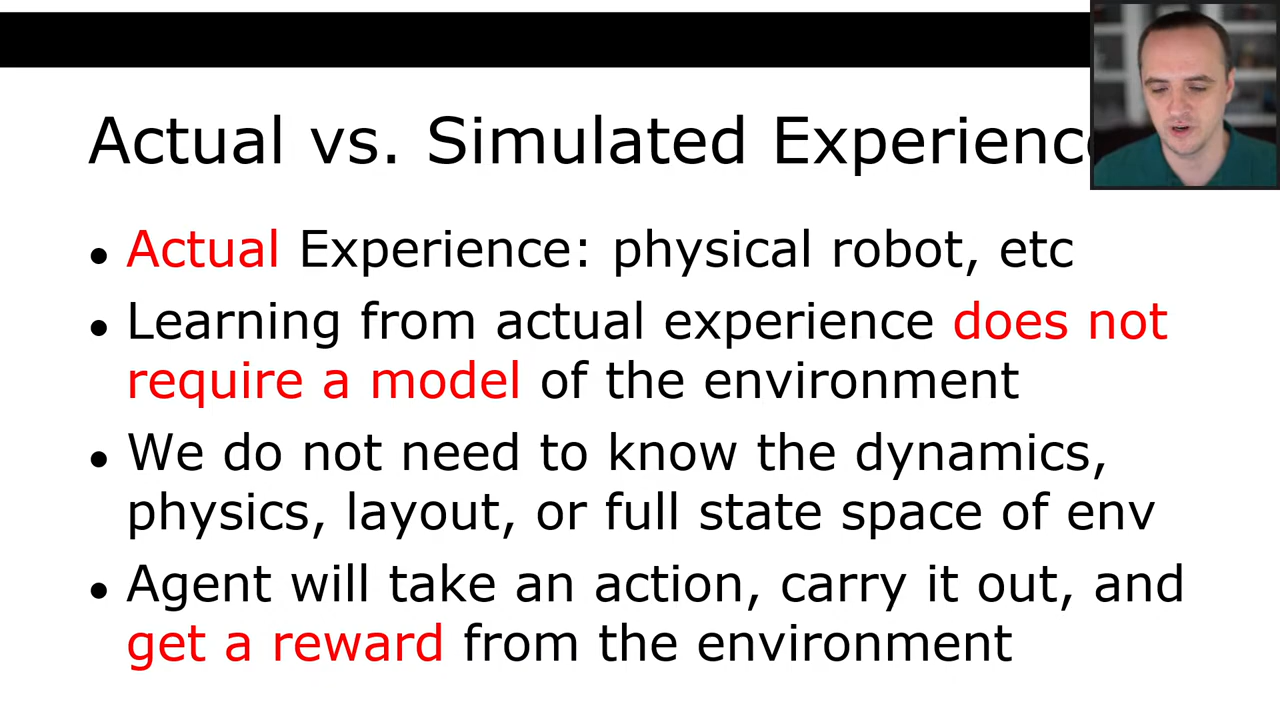 Actual vs. Simulated Experienc
• Actual Experience: physical robot, etc
• Learning from actual experience does not
require a model of the environment
• We do not need to know the dynamics,
physics, layout, or full state space of env
• Agent will take an action, carry it out, and
get a reward from the environment